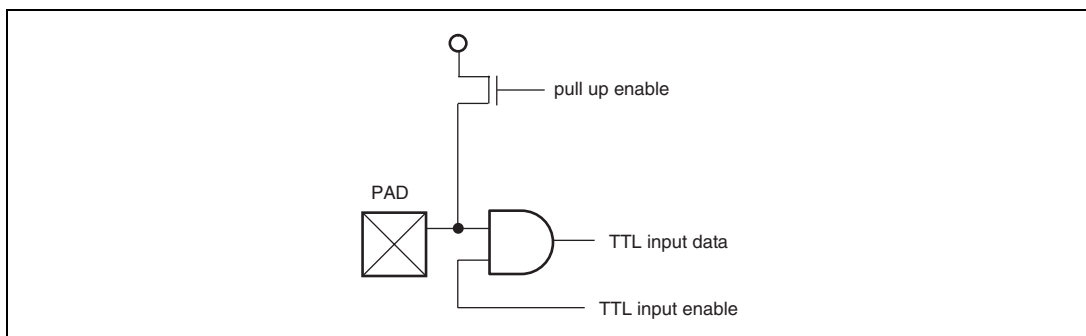 pull up enable
PAD
TTL input data
TTL input enable